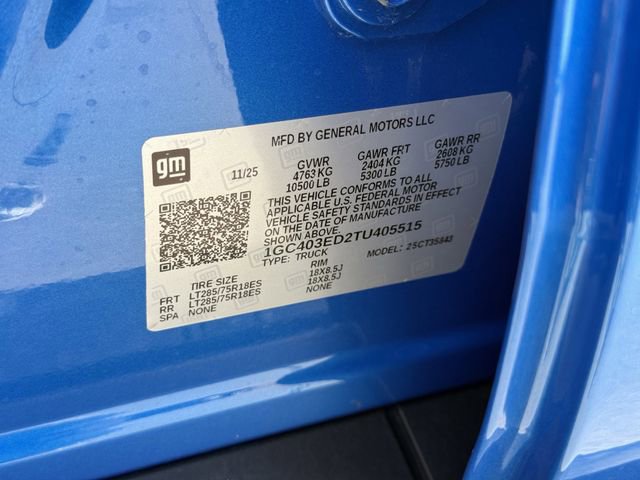 MFD BY GENERAL MOTORS LLC
gm
11/25 GVWR GAWR FRT GAWR RR
4763 KG 2404 KG 2608 KG
10500 LB 5300 LB 5750 LB
THIS VEHICLE CONFORMS TO ALL
APPLICABLE U.S. FEDERAL MOTOR
VEHICLE SAFETY STANDARDS IN EFFECT
ON THE DATE OF MANUFACTURE
SHOWN ABOVE.
1GC403ED2TU405515
TYPE: TRUCK MODEL: 25CT35843
TIRE SIZE RIM
FRT LT285/75R18ES 18X8.5J
RR LT285/75R18ES 18X8.5J
SPA NONE NONE